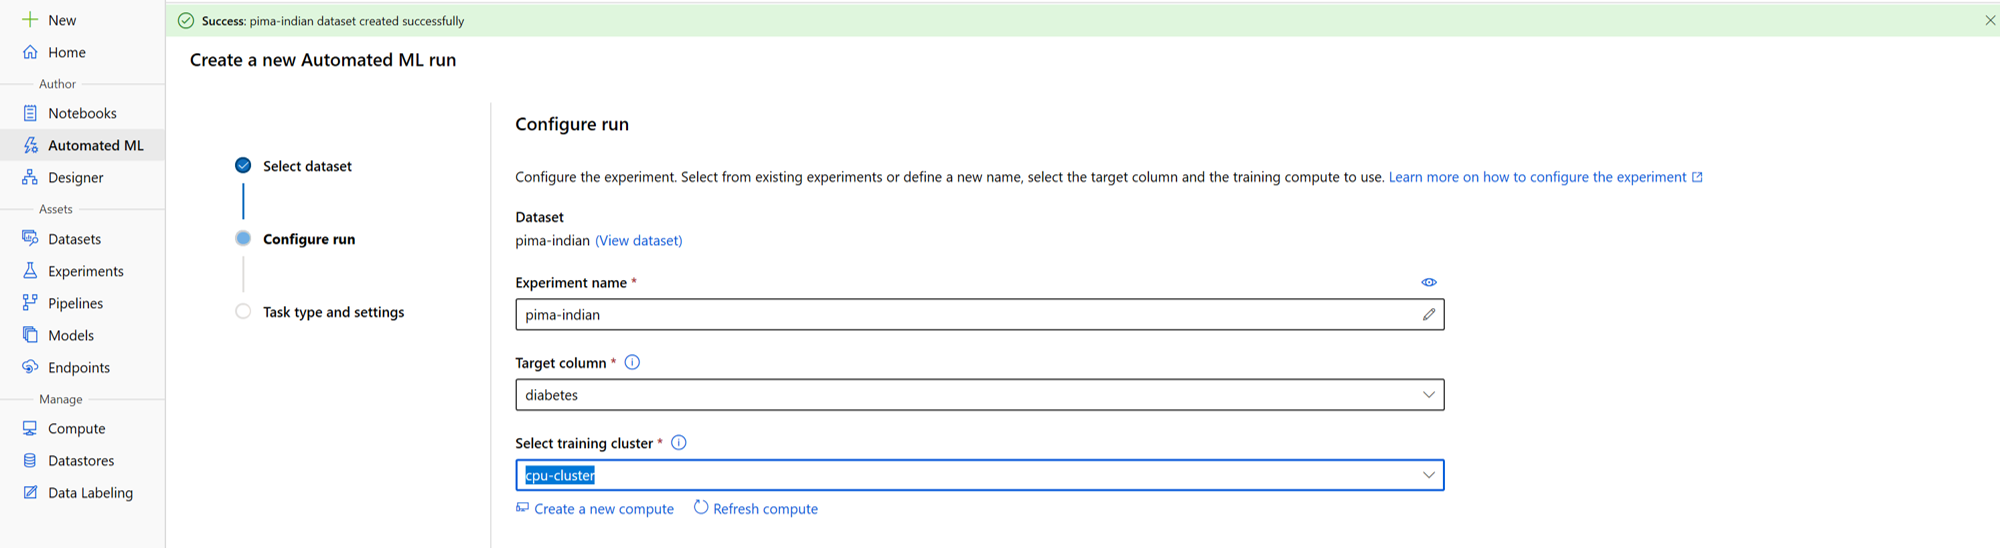 New
Home
Author
Notebooks
Automated ML
Designer
Assets
Datasets
Experiments
Pipelines
Models
Endpoints
Manage
Compute
Datastores
Data Labeling
Success: pima-indian dataset created successfully
Create a new Automated ML run
Select dataset
Configure run
Task type and settings
Configure run
Configure the experiment. Select from existing experiments or define a new name, select the target column and the training compute to use. Learn more on how to configure the experiment
Dataset
pima-indian (View dataset)
Experiment name *
pima-indian
Target column *
diabetes
Select training cluster *
cpu-cluster
Create a new compute Refresh compute